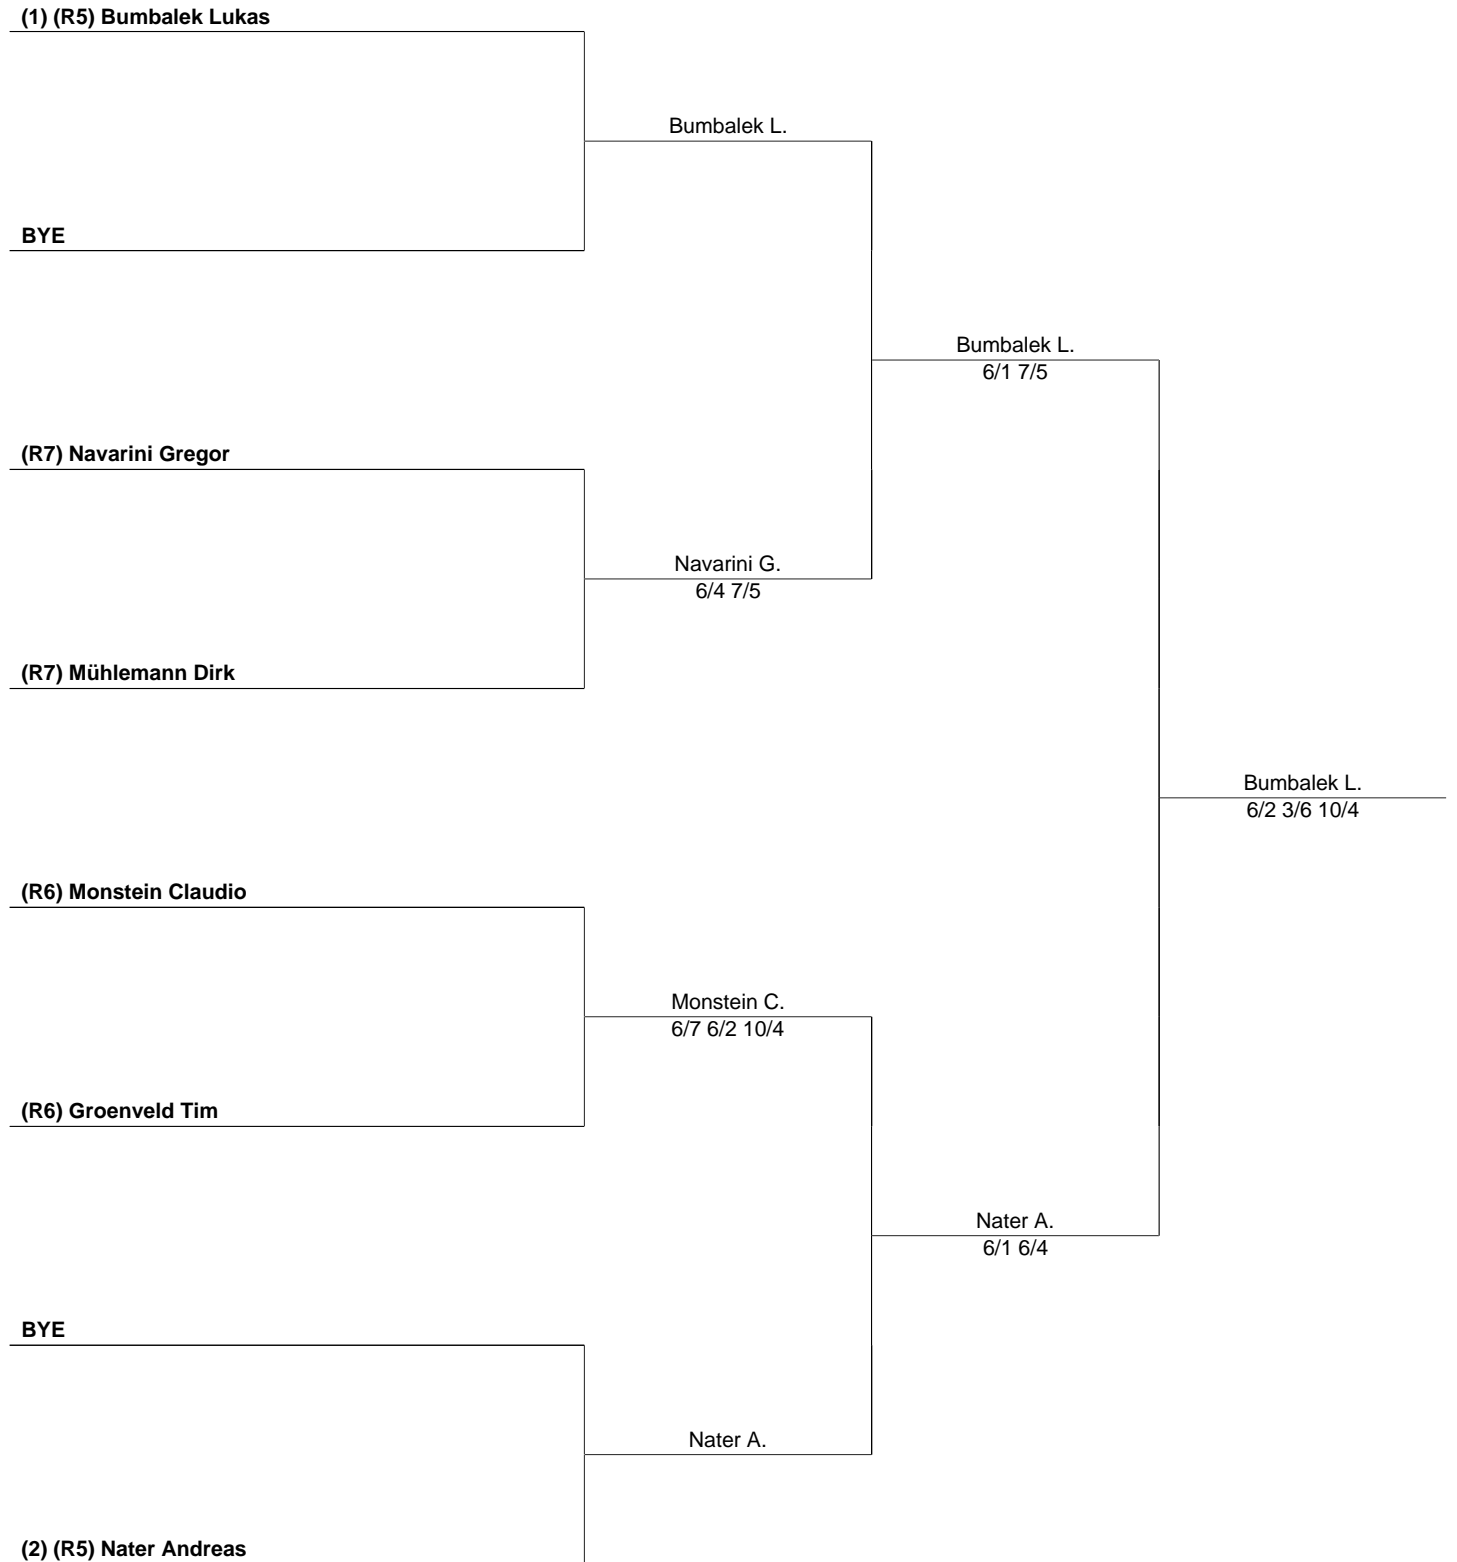 (1) (R5) Bumbalek Lukas
Bumbalek L.
BYE
Bumbalek L.
6/1 7/5
(R7) Navarini Gregor
Navarini G.
6/4 7/5
(R7) Mühlemann Dirk
Bumbalek L.
6/2 3/6 10/4
(R6) Monstein Claudio
Monstein C.
6/7 6/2 10/4
(R6) Groenveld Tim
Nater A.
6/1 6/4
BYE
Nater A.
(2) (R5) Nater Andreas